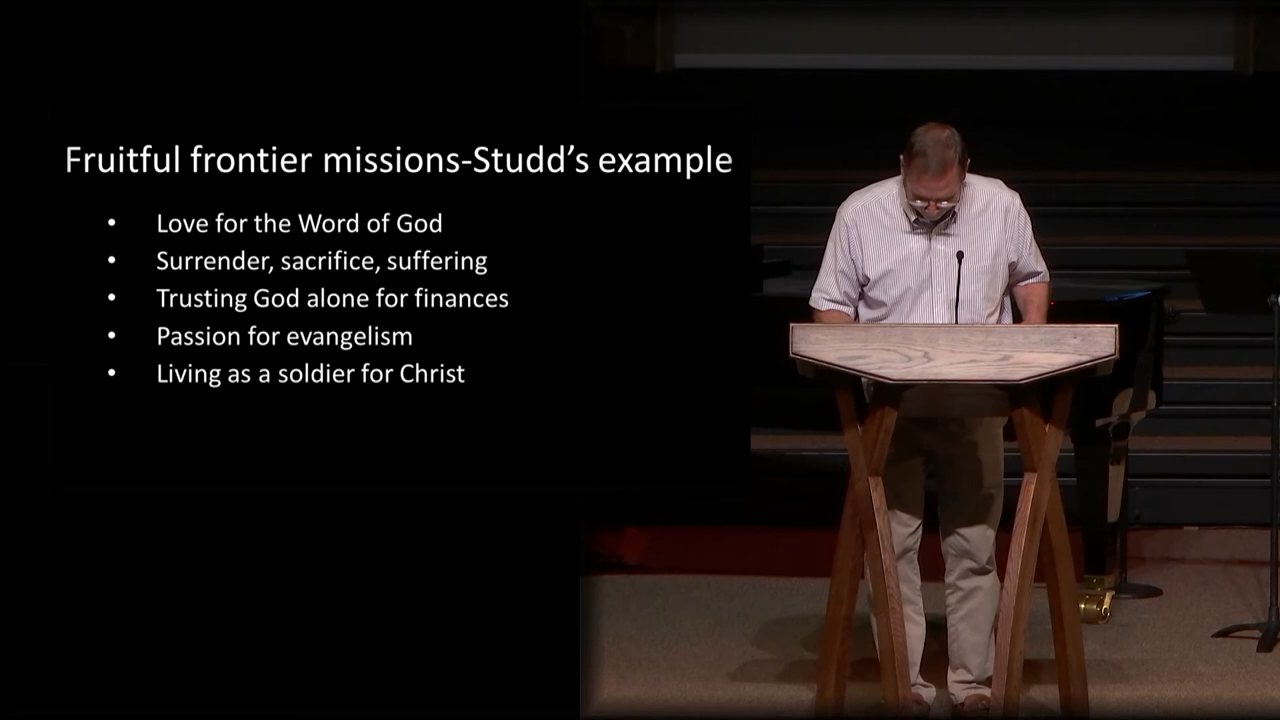 Fruitful frontier missions-Studd’s example
• Love for the Word of God
• Surrender, sacrifice, suffering
• Trusting God alone for finances
• Passion for evangelism
• Living as a soldier for Christ